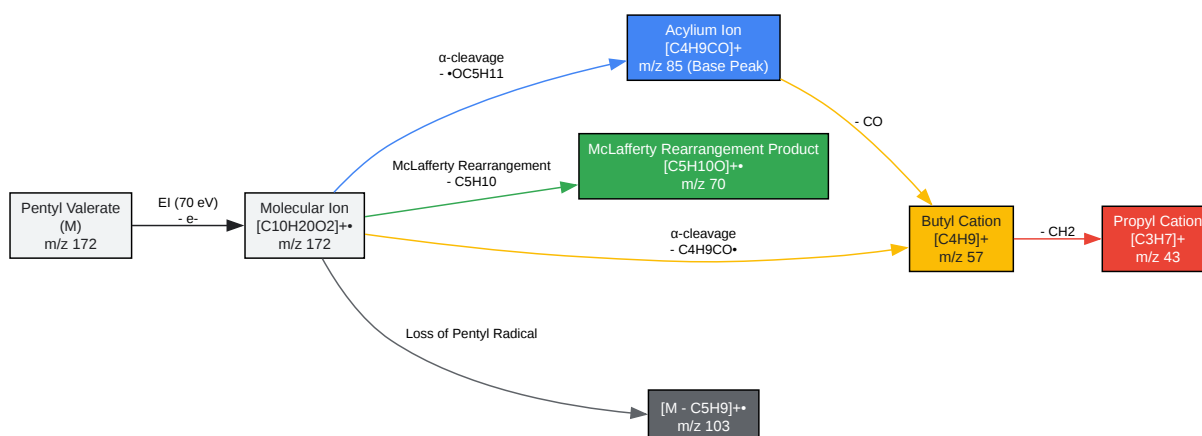 Acylium Ion
[C4H9CO]+
m/z 85 (Base Peak)
α-cleavage
- •OC5H11
- CO
McLafferty Rearrangement Product
[C5H10O]+•
m/z 70
McLafferty Rearrangement
- C5H10
Pentyl Valerate
(M)
m/z 172
EI (70 eV)
- e-
Molecular Ion
[C10H20O2]+•
m/z 172
α-cleavage
- C4H9CO•
Butyl Cation
[C4H9]+
m/z 57
- CH2
Propyl Cation
[C3H7]+
m/z 43
Loss of Pentyl Radical
[M - C5H9]+•
m/z 103